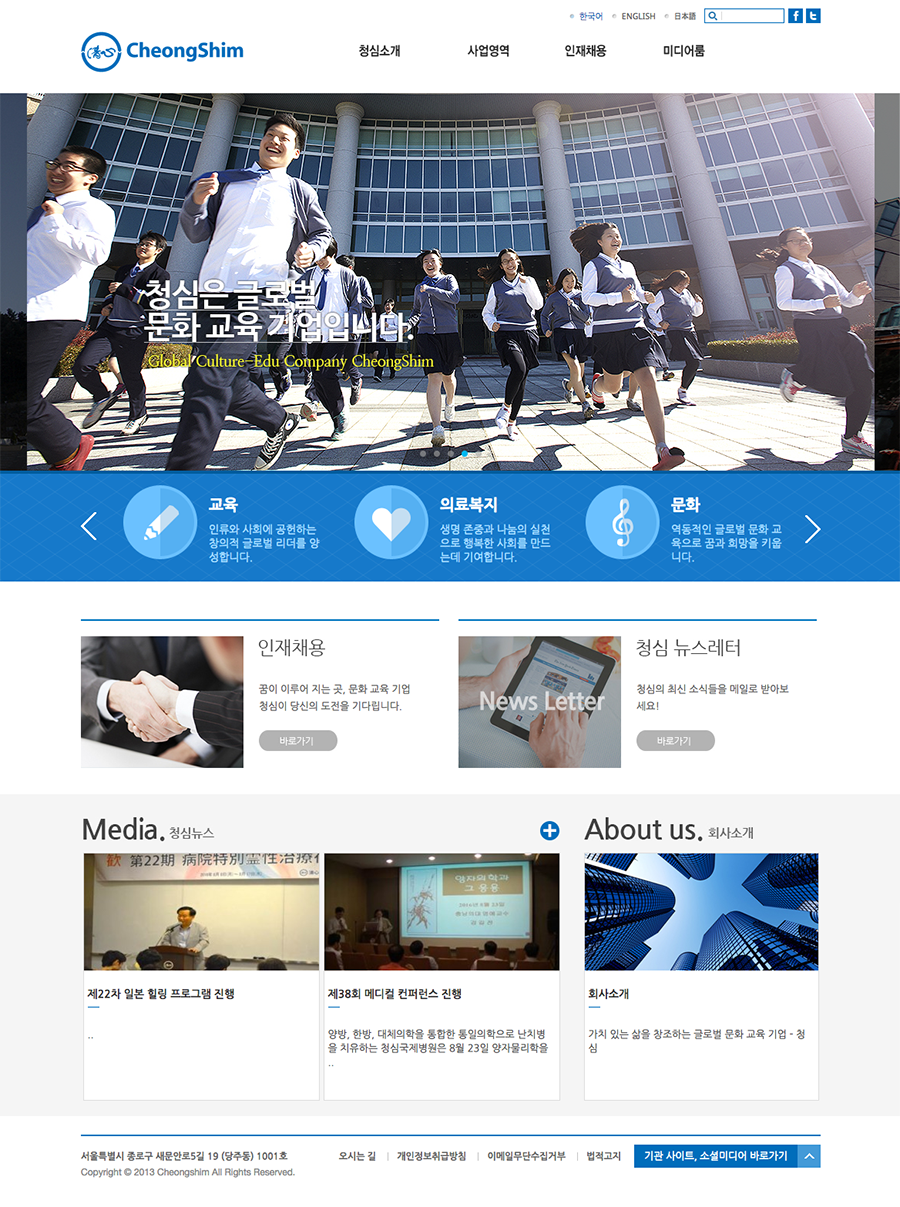 한국어 ENGLISH 日本語
CheongShim
청심소개 사업영역 인재채용 미디어룸
청심은 글로벌
문화 교육 기업입니다.
Global Culture-Edu Company CheongShim
교육
인류와 사회에 공헌하는
창의적 글로벌 리더를 양
성합니다.
의료복지
생명 존중과 나눔의 실천
으로 행복한 사회를 만드
는데 기여합니다.
문화
역동적인 글로벌 문화 교
육으로 꿈과 희망을 키웁
니다.
인재채용
꿈이 이루어 지는 곳, 문화 교육 기업
청심이 당신의 도전을 기다립니다.
바로가기
News Letter
청심 뉴스레터
청심의 최신 소식들을 메일로 받아보
세요!
바로가기
Media. 청심뉴스
第22期 病院特別靈性治療
제22차 일본 힐링 프로그램 진행
..
양자의학과
그 응용
제38회 메디컬 컨퍼런스 진행
양방, 한방, 대체의학을 통합한 통일의학으로 난치병
을 치유하는 청심국제병원은 8월 23일 양자물리학을
..
About us. 회사소개
회사소개
가치 있는 삶을 창조하는 글로벌 문화 교육 기업 - 청
심
서울특별시 종로구 새문안로5길 19 (당주동) 1001호
Copyright © 2013 Cheongshim All Rights Reserved.
오시는 길 개인정보취급방침 이메일무단수집거부 법적고지
기관 사이트, 소셜미디어 바로가기